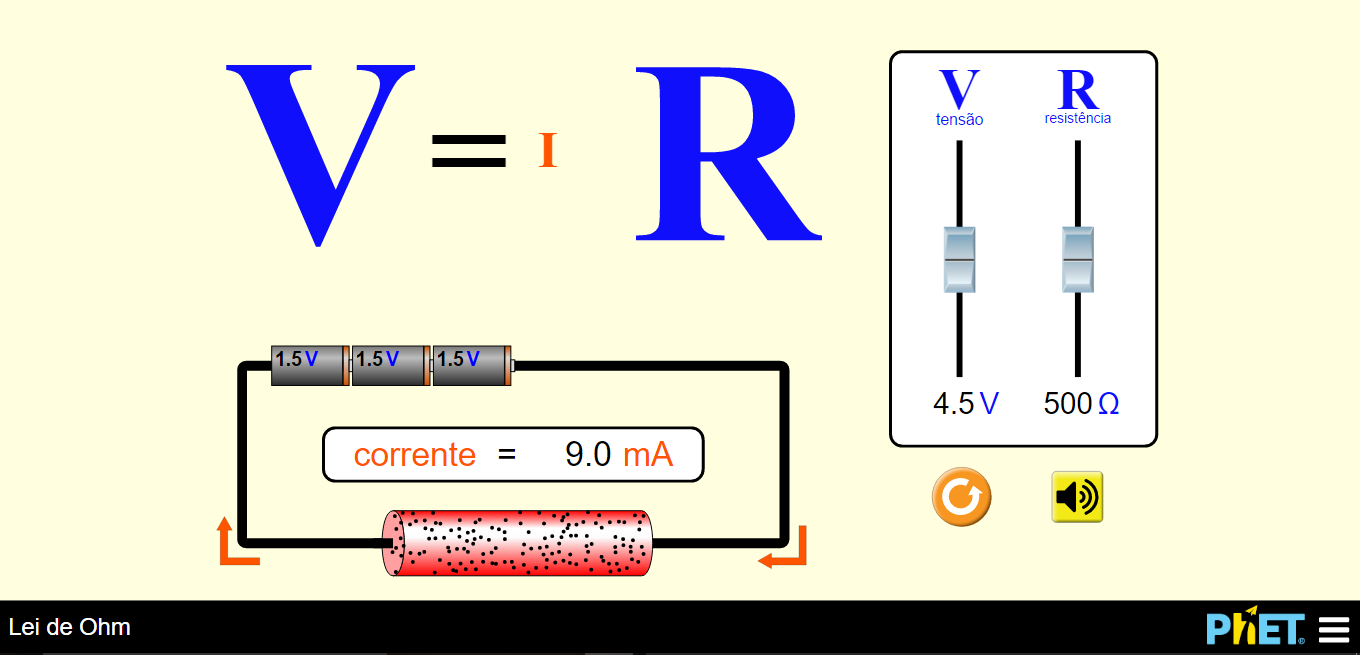 V = I R
V R
tensão resistência
4.5 V 500 Ω
1.5 V 1.5 V 1.5 V
corrente = 9.0 mA
Lei de Ohm
PhET®